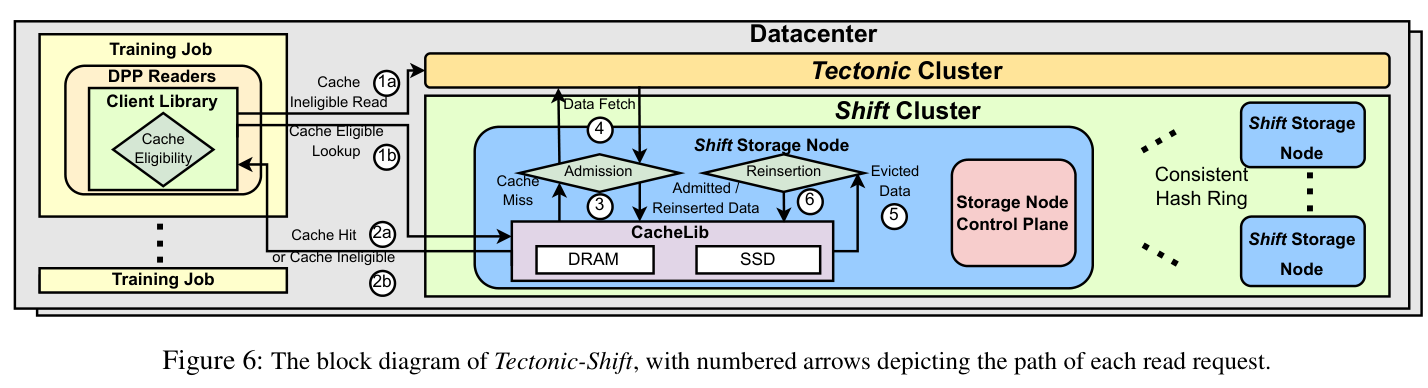 Datacenter
Training Job
DPP Readers
Client Library
Cache
Eligibility
Training Job
Cache
Ineligible Read
1a
Cache Eligible
Lookup
1b
Cache Hit
2a
or Cache Ineligible
2b
Tectonic Cluster
Shift Cluster
Data Fetch
4
Shift Storage Node
Admission
Reinsertion
Cache
Miss
3
Admitted /
Reinserted Data
6
Evicted
Data
5
CacheLib
DRAM
SSD
Storage Node
Control Plane
Consistent
Hash Ring
Shift Storage
Node
Shift Storage
Node
Figure 6: The block diagram of Tectonic-Shift, with numbered arrows depicting the path of each read request.